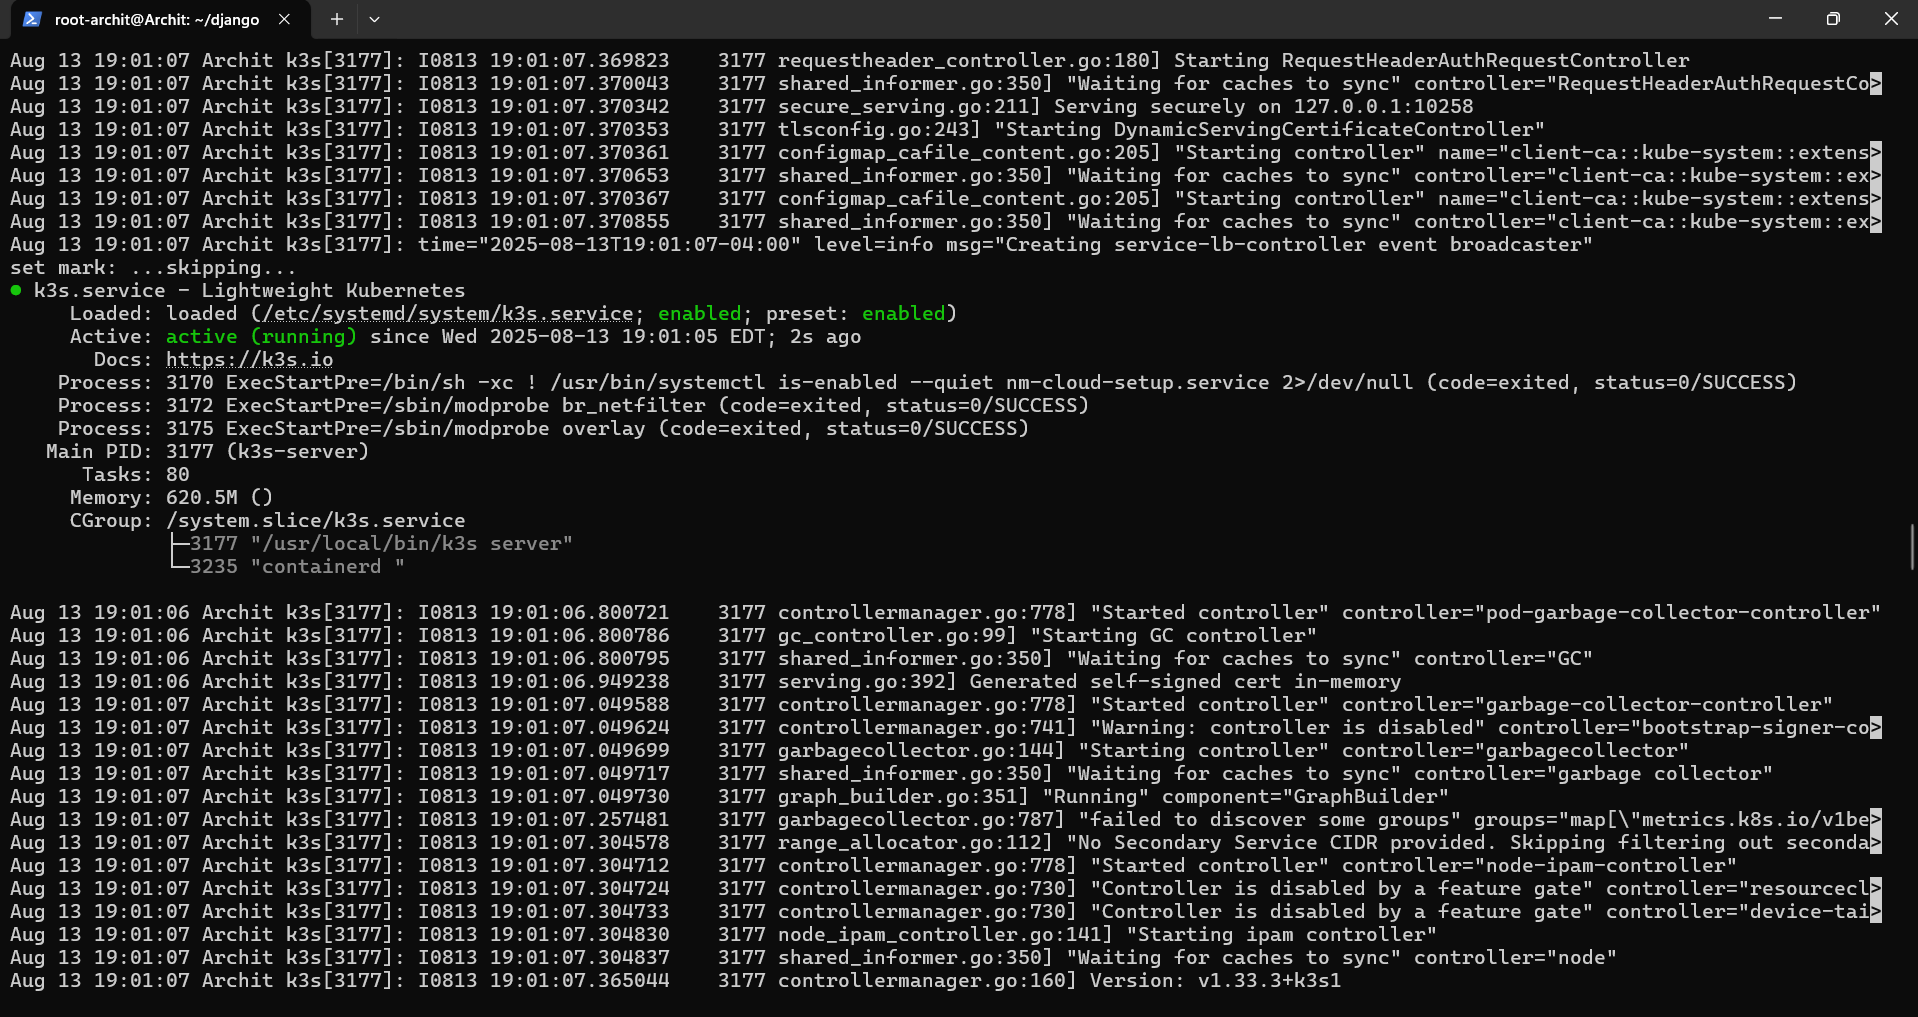 root-archit@Archit: ~/django
Aug 13 19:01:07 Archit k3s[3177]: I0813 19:01:07.369823    3177 requestheader_controller.go:180] Starting RequestHeaderAuthRequestController
Aug 13 19:01:07 Archit k3s[3177]: I0813 19:01:07.370043    3177 shared_informer.go:350] "Waiting for caches to sync" controller="RequestHeaderAuthRequestCo>
Aug 13 19:01:07 Archit k3s[3177]: I0813 19:01:07.370342    3177 secure_serving.go:211] Serving securely on 127.0.0.1:10258
Aug 13 19:01:07 Archit k3s[3177]: I0813 19:01:07.370353    3177 tlsconfig.go:243] "Starting DynamicServingCertificateController"
Aug 13 19:01:07 Archit k3s[3177]: I0813 19:01:07.370361    3177 configmap_cafile_content.go:205] "Starting controller" name="client-ca::kube-system::extens>
Aug 13 19:01:07 Archit k3s[3177]: I0813 19:01:07.370653    3177 shared_informer.go:350] "Waiting for caches to sync" controller="client-ca::kube-system::ex>
Aug 13 19:01:07 Archit k3s[3177]: I0813 19:01:07.370367    3177 configmap_cafile_content.go:205] "Starting controller" name="client-ca::kube-system::extens>
Aug 13 19:01:07 Archit k3s[3177]: I0813 19:01:07.370855    3177 shared_informer.go:350] "Waiting for caches to sync" controller="client-ca::kube-system::ex>
Aug 13 19:01:07 Archit k3s[3177]: time="2025-08-13T19:01:07-04:00" level=info msg="Creating service-lb-controller event broadcaster"
set mark: ...skipping...
● k3s.service - Lightweight Kubernetes
     Loaded: loaded (/etc/systemd/system/k3s.service; enabled; preset: enabled)
     Active: active (running) since Wed 2025-08-13 19:01:05 EDT; 2s ago
       Docs: https://k3s.io
    Process: 3170 ExecStartPre=/bin/sh -xc ! /usr/bin/systemctl is-enabled --quiet nm-cloud-setup.service 2>/dev/null (code=exited, status=0/SUCCESS)
    Process: 3172 ExecStartPre=/sbin/modprobe br_netfilter (code=exited, status=0/SUCCESS)
    Process: 3175 ExecStartPre=/sbin/modprobe overlay (code=exited, status=0/SUCCESS)
   Main PID: 3177 (k3s-server)
      Tasks: 80
     Memory: 620.5M ()
     CGroup: /system.slice/k3s.service
             ├─3177 "/usr/local/bin/k3s server"
             └─3235 "containerd "
Aug 13 19:01:06 Archit k3s[3177]: I0813 19:01:06.800721    3177 controllermanager.go:778] "Started controller" controller="pod-garbage-collector-controller"
Aug 13 19:01:06 Archit k3s[3177]: I0813 19:01:06.800786    3177 gc_controller.go:99] "Starting GC controller"
Aug 13 19:01:06 Archit k3s[3177]: I0813 19:01:06.800795    3177 shared_informer.go:350] "Waiting for caches to sync" controller="GC"
Aug 13 19:01:06 Archit k3s[3177]: I0813 19:01:06.949238    3177 serving.go:392] Generated self-signed cert in-memory
Aug 13 19:01:07 Archit k3s[3177]: I0813 19:01:07.049588    3177 controllermanager.go:778] "Started controller" controller="garbage-collector-controller"
Aug 13 19:01:07 Archit k3s[3177]: I0813 19:01:07.049624    3177 controllermanager.go:741] "Warning: controller is disabled" controller="bootstrap-signer-co>
Aug 13 19:01:07 Archit k3s[3177]: I0813 19:01:07.049699    3177 garbagecollector.go:144] "Starting controller" controller="garbagecollector"
Aug 13 19:01:07 Archit k3s[3177]: I0813 19:01:07.049717    3177 shared_informer.go:350] "Waiting for caches to sync" controller="garbage collector"
Aug 13 19:01:07 Archit k3s[3177]: I0813 19:01:07.049730    3177 graph_builder.go:351] "Running" component="GraphBuilder"
Aug 13 19:01:07 Archit k3s[3177]: I0813 19:01:07.257481    3177 garbagecollector.go:787] "failed to discover some groups" groups="map[\"metrics.k8s.io/v1be>
Aug 13 19:01:07 Archit k3s[3177]: I0813 19:01:07.304578    3177 range_allocator.go:112] "No Secondary Service CIDR provided. Skipping filtering out seconda>
Aug 13 19:01:07 Archit k3s[3177]: I0813 19:01:07.304712    3177 controllermanager.go:778] "Started controller" controller="node-ipam-controller"
Aug 13 19:01:07 Archit k3s[3177]: I0813 19:01:07.304724    3177 controllermanager.go:730] "Controller is disabled by a feature gate" controller="resourcecl>
Aug 13 19:01:07 Archit k3s[3177]: I0813 19:01:07.304733    3177 controllermanager.go:730] "Controller is disabled by a feature gate" controller="device-tai>
Aug 13 19:01:07 Archit k3s[3177]: I0813 19:01:07.304830    3177 node_ipam_controller.go:141] "Starting ipam controller"
Aug 13 19:01:07 Archit k3s[3177]: I0813 19:01:07.304837    3177 shared_informer.go:350] "Waiting for caches to sync" controller="node"
Aug 13 19:01:07 Archit k3s[3177]: I0813 19:01:07.365044    3177 controllermanager.go:160] Version: v1.33.3+k3s1